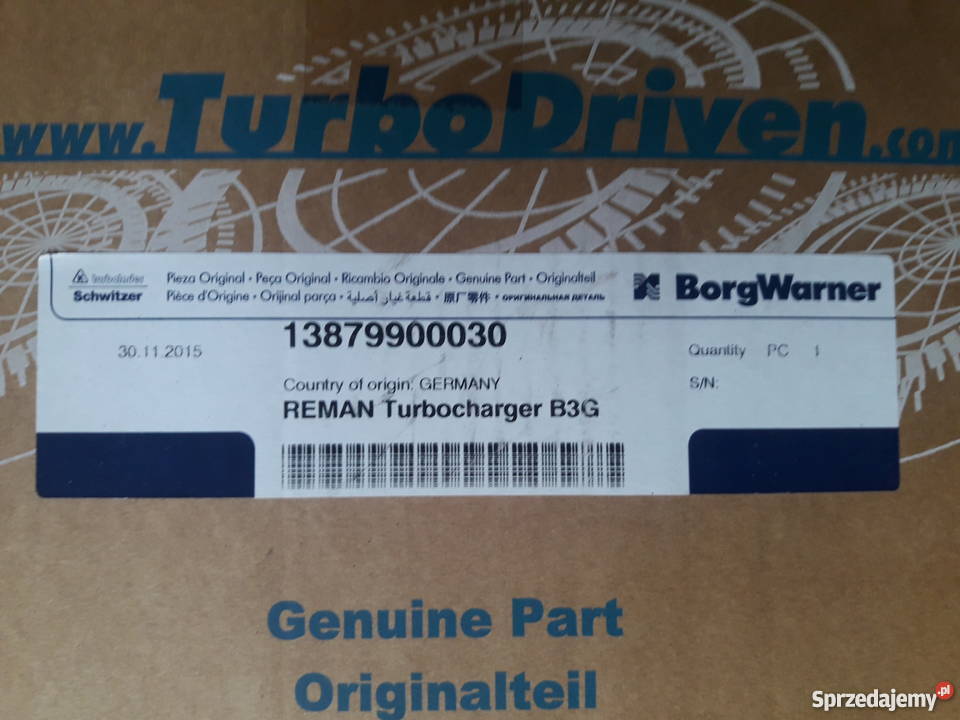 www.TurboDriven.com
Schwitzer
Pieza Original • Peça Original • Ricambio Originale • Genuine Part • Originalteil
Pièce d'Origine • Orijinal parça • قطعة غيار أصلية • 原厂零件 • ОРИГИНАЛЬНАЯ ДЕТАЛЬ
BorgWarner
13879900030
30.11.2015
Quantity PC 1
Country of origin: GERMANY
S/N:
REMAN Turbocharger B3G
Genuine Part
Originalteil
Sprzedajemy.pl